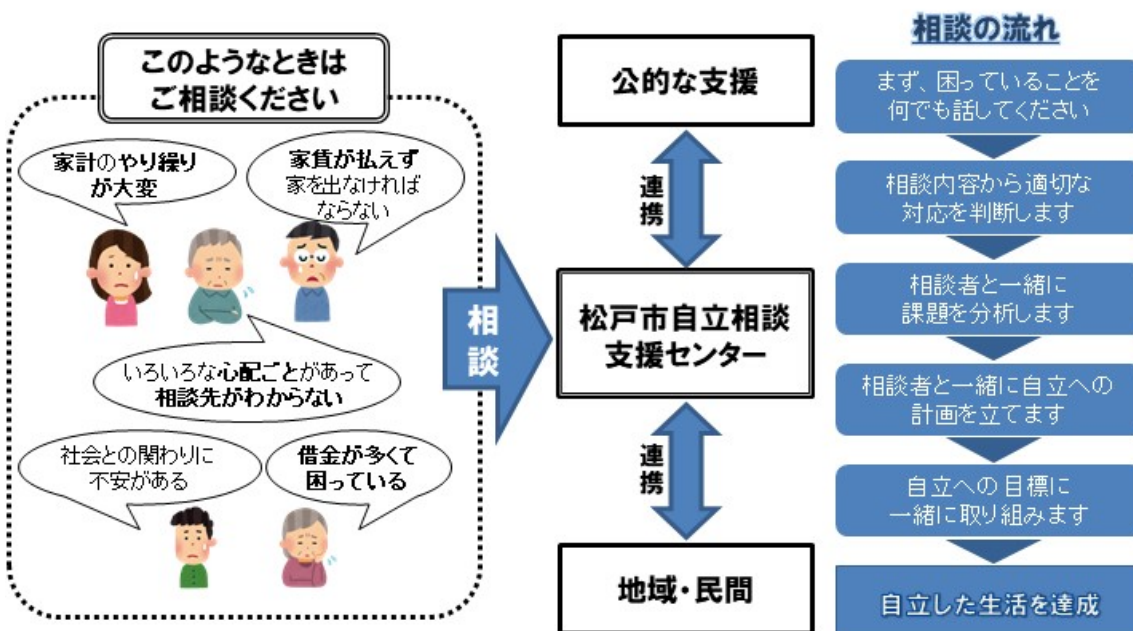 このようなときは
ご相談ください
家計のやり繰り
が大変
家賃が払えず
家を出なければ
ならない
いろいろな心配ごとがあって
相談先がわからない
社会との関わりに
不安がある
借金が多くて
困っている
相談
公的な支援
連携
松戸市自立相談
支援センター
連携
地域・民間
相談の流れ
まず、困っていることを
何でも話してください
相談内容から適切な
対応を判断します
相談者と一緒に
課題を分析します
相談者と一緒に自立への
計画を立てます
自立への目標に
一緒に取り組みます
自立した生活を達成